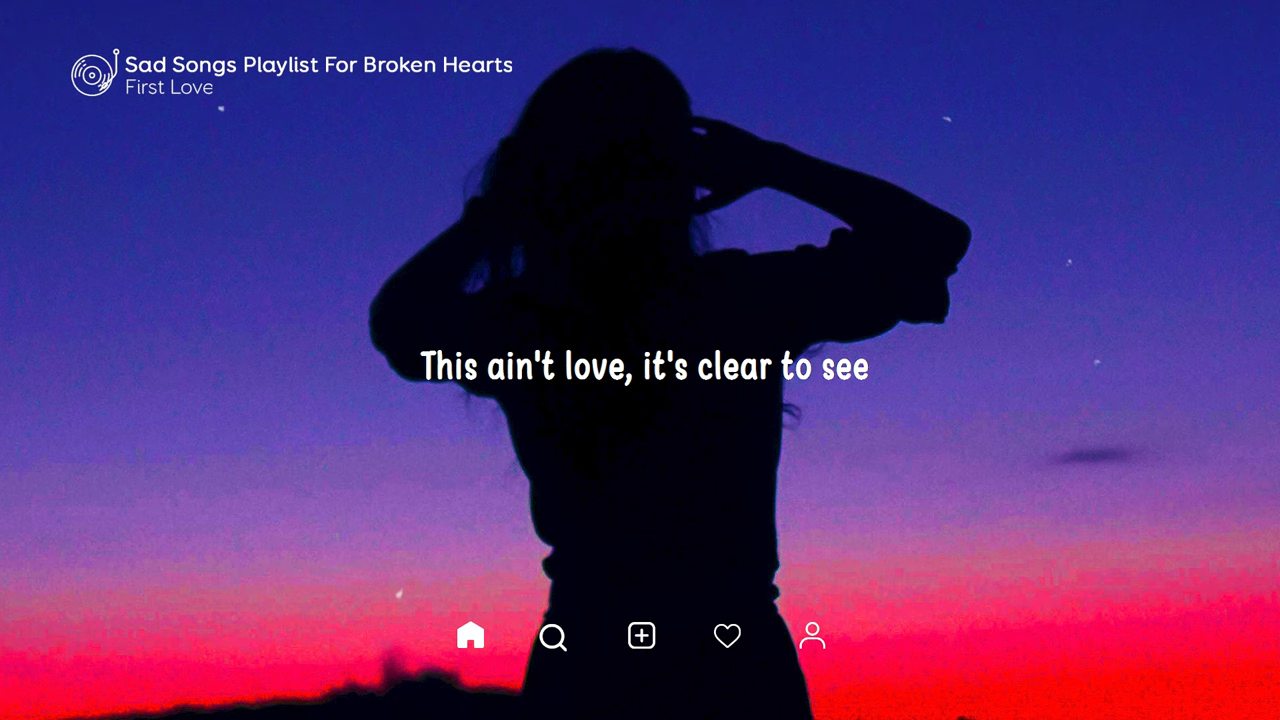 Sad Songs Playlist For Broken Hearts
First Love
This ain't love, it's clear to see